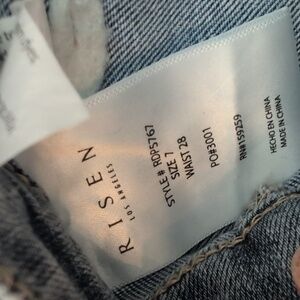 RISEN
LOS ANGELES
STYLE# RDP5767
SIZE 7
WAIST 28
PO#3001
RN#159259
HECHO EN CHINA
MADE IN CHINA